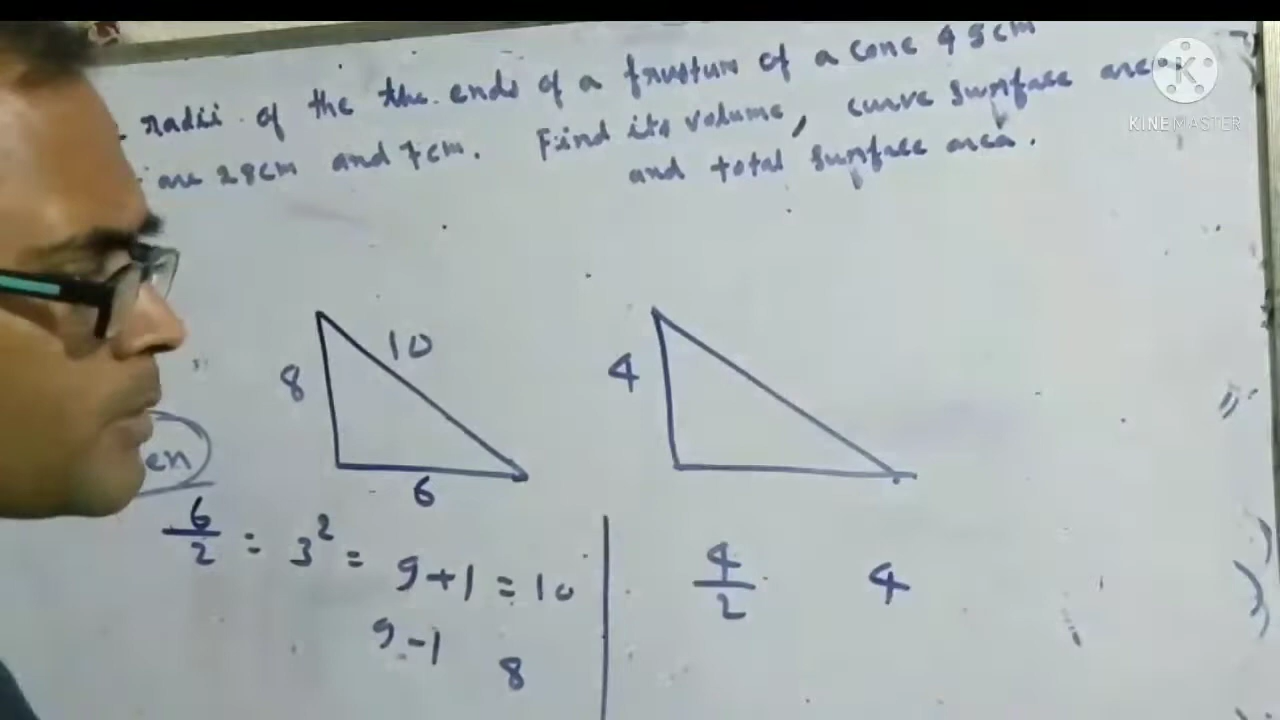 radii of the the ends of a frustum of a cone 45cm
are 28cm and 7cm. Find its volume, curve surface area
and total surface area.
KINEMASTER
10
8
4
6
en
6/2 = 3² = 9+1 = 10
9-1 8
4/2 4